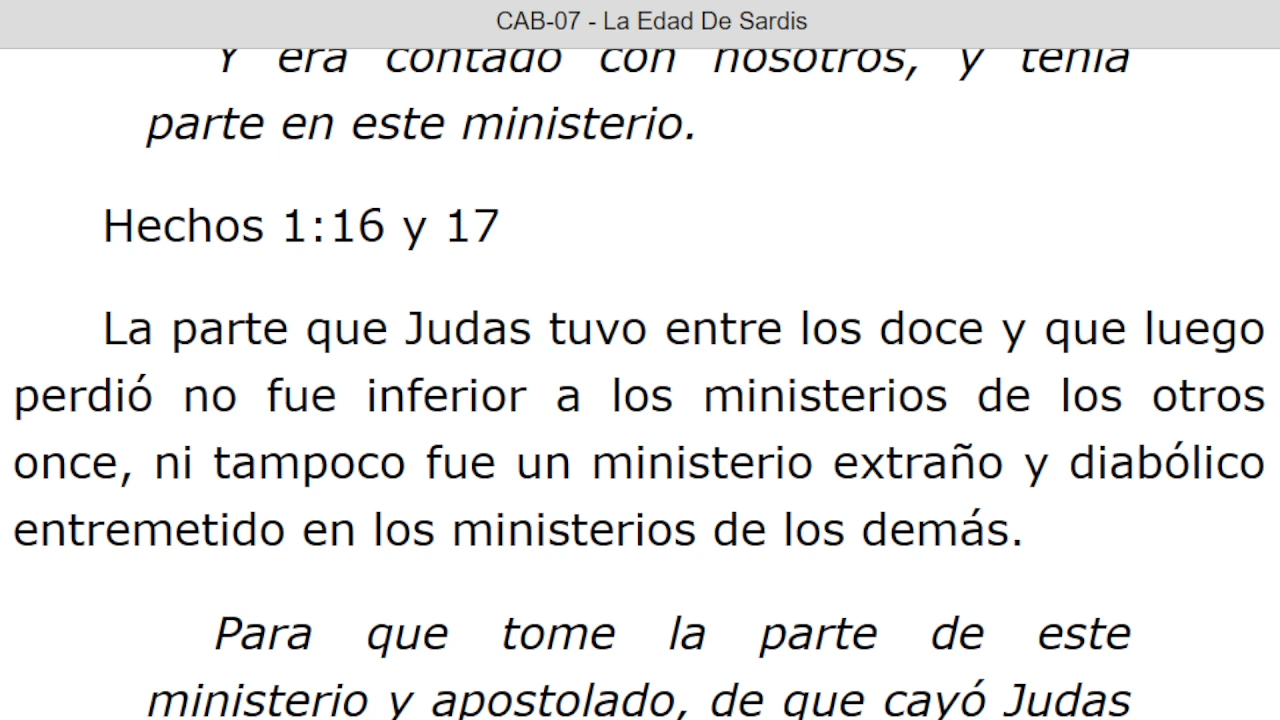 CAB-07 - La Edad De Sardis
Y era contado con nosotros, y tenía
parte en este ministerio.
Hechos 1:16 y 17
La parte que Judas tuvo entre los doce y que luego
perdió no fue inferior a los ministerios de los otros
once, ni tampoco fue un ministerio extraño y diabólico
entremetido en los ministerios de los demás.
Para que tome la parte de este
ministerio y apostolado, de que cayó Judas